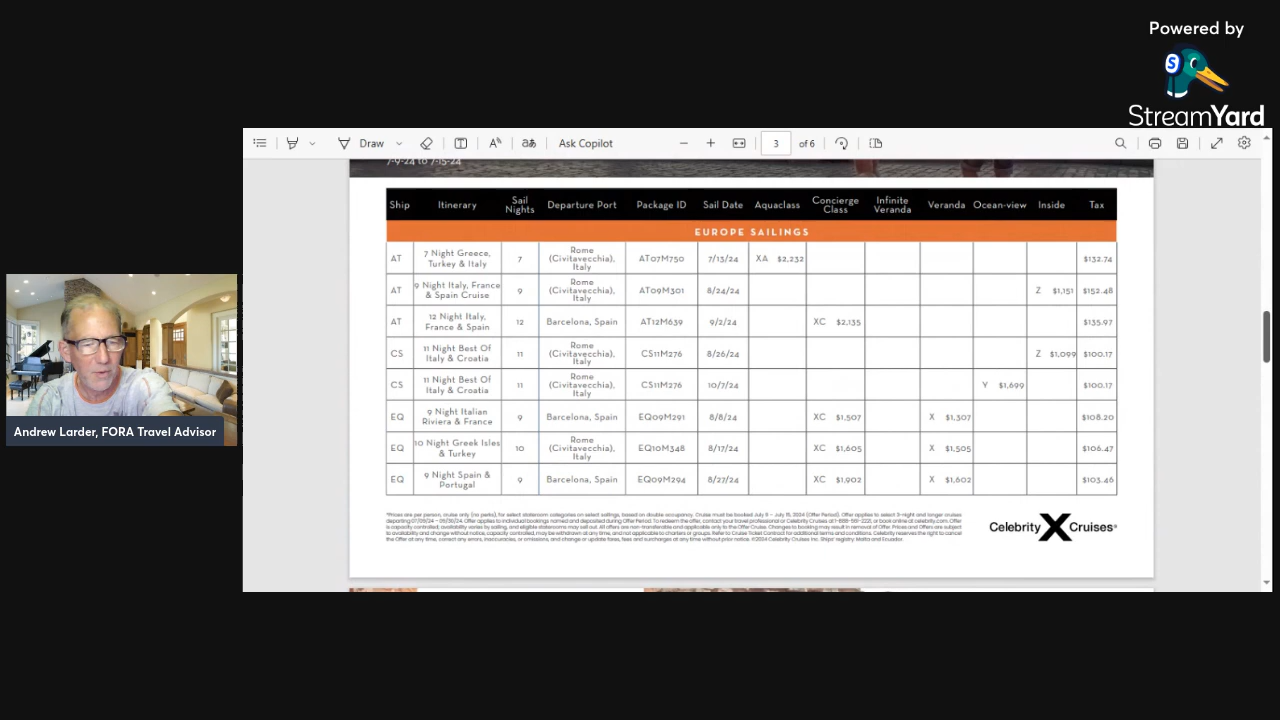 Powered by
S
StreamYard
Draw
Ask Copilot
3 of 6
7-9-24 to 7-15-24
Ship Itinerary Sail Nights Departure Port Package ID Sail Date Aquaclass Concierge Class Infinite Veranda Veranda Ocean-view Inside Tax
EUROPE SAILINGS
AT 7 Night Greece, Turkey & Italy 7 Rome (Civitavecchia), Italy AT07M750 7/13/24 XA $2,232 $132.74
AT 9 Night Italy, France & Spain Cruise 9 Rome (Civitavecchia), Italy AT09M301 8/24/24 Z $1,151 $152.48
AT 12 Night Italy, France & Spain 12 Barcelona, Spain AT12M639 9/2/24 XC $2,135 $135.97
CS 11 Night Best Of Italy & Croatia 11 Rome (Civitavecchia), Italy CS11M276 8/26/24 Z $1,099 $100.17
CS 11 Night Best Of Italy & Croatia 11 Rome (Civitavecchia), Italy CS11M276 10/7/24 Y $1,699 $100.17
EQ 9 Night Italian Riviera & France 9 Barcelona, Spain EQ09M291 8/8/24 XC $1,507 X $1,307 $108.20
EQ 10 Night Greek Isles & Turkey 10 Rome (Civitavecchia), Italy EQ10M348 8/17/24 XC $1,605 X $1,505 $106.47
EQ 9 Night Spain & Portugal 9 Barcelona, Spain EQ09M294 8/27/24 XC $1,902 X $1,602 $103.46
Celebrity X Cruises®
Andrew Larder, FORA Travel Advisor